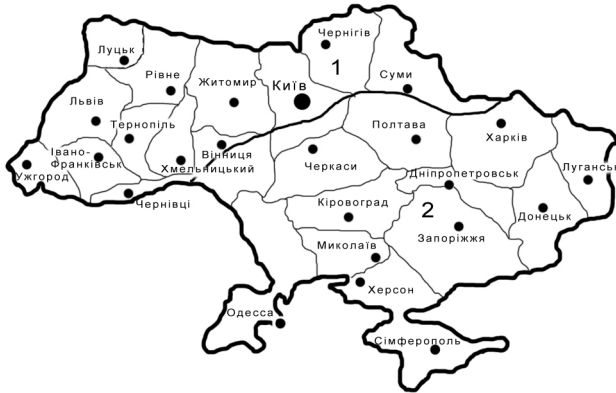 Чернігів
Луцьк
1
Рівне
Суми
Житомир
Київ
Львів
Тернопіль
Полтава
Харків
Івано-
Франківськ
Вінниця
Черкаси
Ужгород
Хмельницький
Дніпропетровськ
Луганськ
Чернівці
Кіровоград
2
Донецьк
Запоріжжя
Миколаїв
Херсон
Одесса
Сімферополь